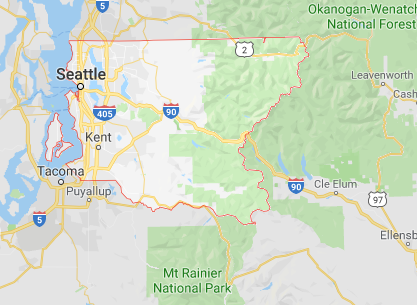 5
Okanogan-Wenatch
National Forest
2
Leavenworth
Seattle
Cash
405
90
Kent
Tacoma
Puyallup
90
Cle Elum
97
5
Ellensb
Mt Rainier
National Park